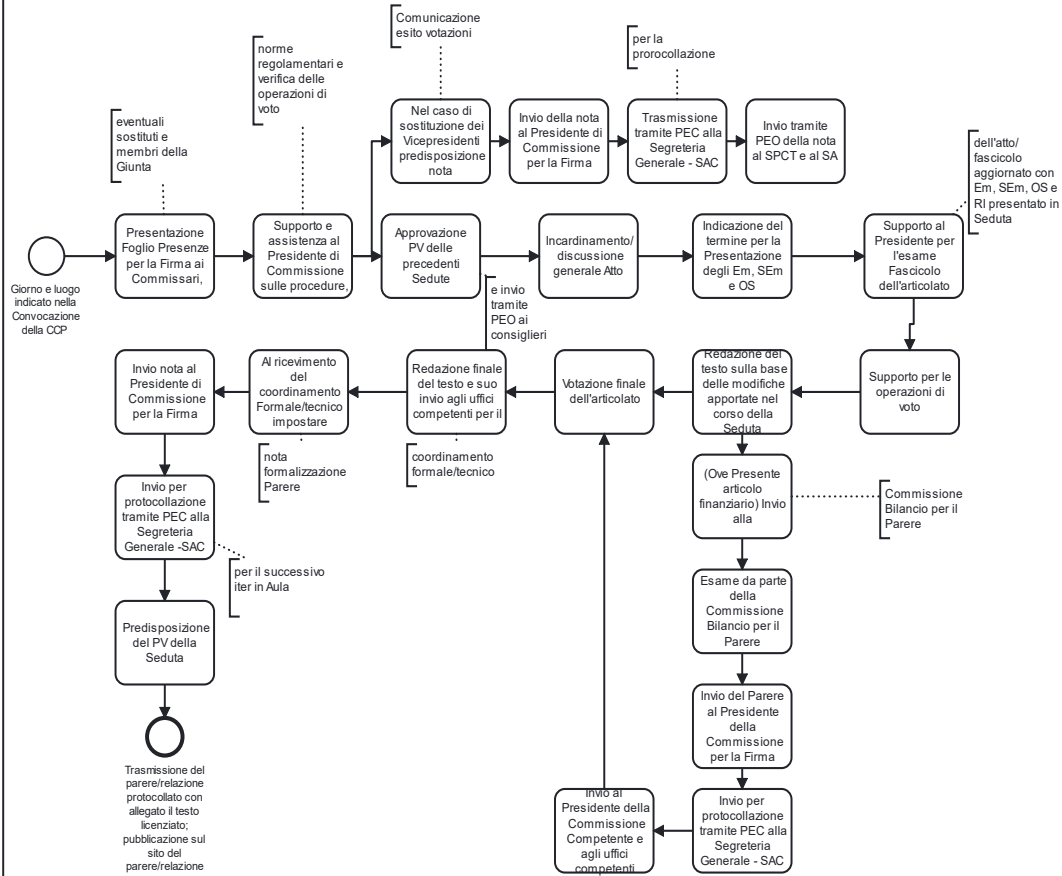 Comunicazione
esito votazioni
per la
prorocollazione
norme
regolamentari e
verifica delle
operazioni di
voto
eventuali
sostituti e
membri della
Giunta
Nel caso di
sostituzione dei
Vicepresidenti
predisposizione
nota
Invio della nota
al Presidente di
Commissione
per la Firma
Trasmissione
tramite PEC alla
Segreteria
Generale - SAC
Invio tramite
PEO della nota
al SPCT e al SA
dell'atto/
fascicolo
aggiornato con
Em, SEm, OS e
RI presentato in
Seduta
Giorno e luogo
indicato nella
Convocazione
della CCP
Presentazione
Foglio Presenze
per la Firma ai
Commissari,
Supporto e
assistenza al
Presidente di
Commissione
sulle procedure,
Approvazione
PV delle
precedenti
Sedute
Incardinamento/
discussione
generale Atto
Indicazione del
termine per la
Presentazione
degli Em, SEm
e OS
Supporto al
Presidente per
l'esame
Fascicolo
dell'articolato
e invio
tramite
PEO ai
consiglieri
Invio nota al
Presidente di
Commissione
per la Firma
Al ricevimento
del
coordinamento
Formale/tecnico
impostare
Redazione finale
del testo e suo
invio agli uffici
competenti per il
Votazione finale
dell'articolato
Redazione del
testo sulla base
delle modifiche
apportate nel
corso della
Seduta
Supporto per le
operazioni di
voto
nota
formalizzazione
Parere
coordinamento
formale/tecnico
Invio per
protocollazione
tramite PEC alla
Segreteria
Generale -SAC
per il successivo
iter in Aula
(Ove Presente
articolo
finanziario) Invio
alla
Commissione
Bilancio per il
Parere
Predisposizione
del PV della
Seduta
Esame da parte
della
Commissione
Bilancio per il
Parere
Invio del Parere
al Presidente
della
Commissione
per la Firma
Trasmissione del
parere/relazione
protocollato con
allegato il testo
licenziato;
pubblicazione sul
sito del
parere/relazione
Invio al
Presidente della
Commissione
Competente e
agli uffici
competenti
Invio per
protocollazione
tramite PEC alla
Segreteria
Generale - SAC